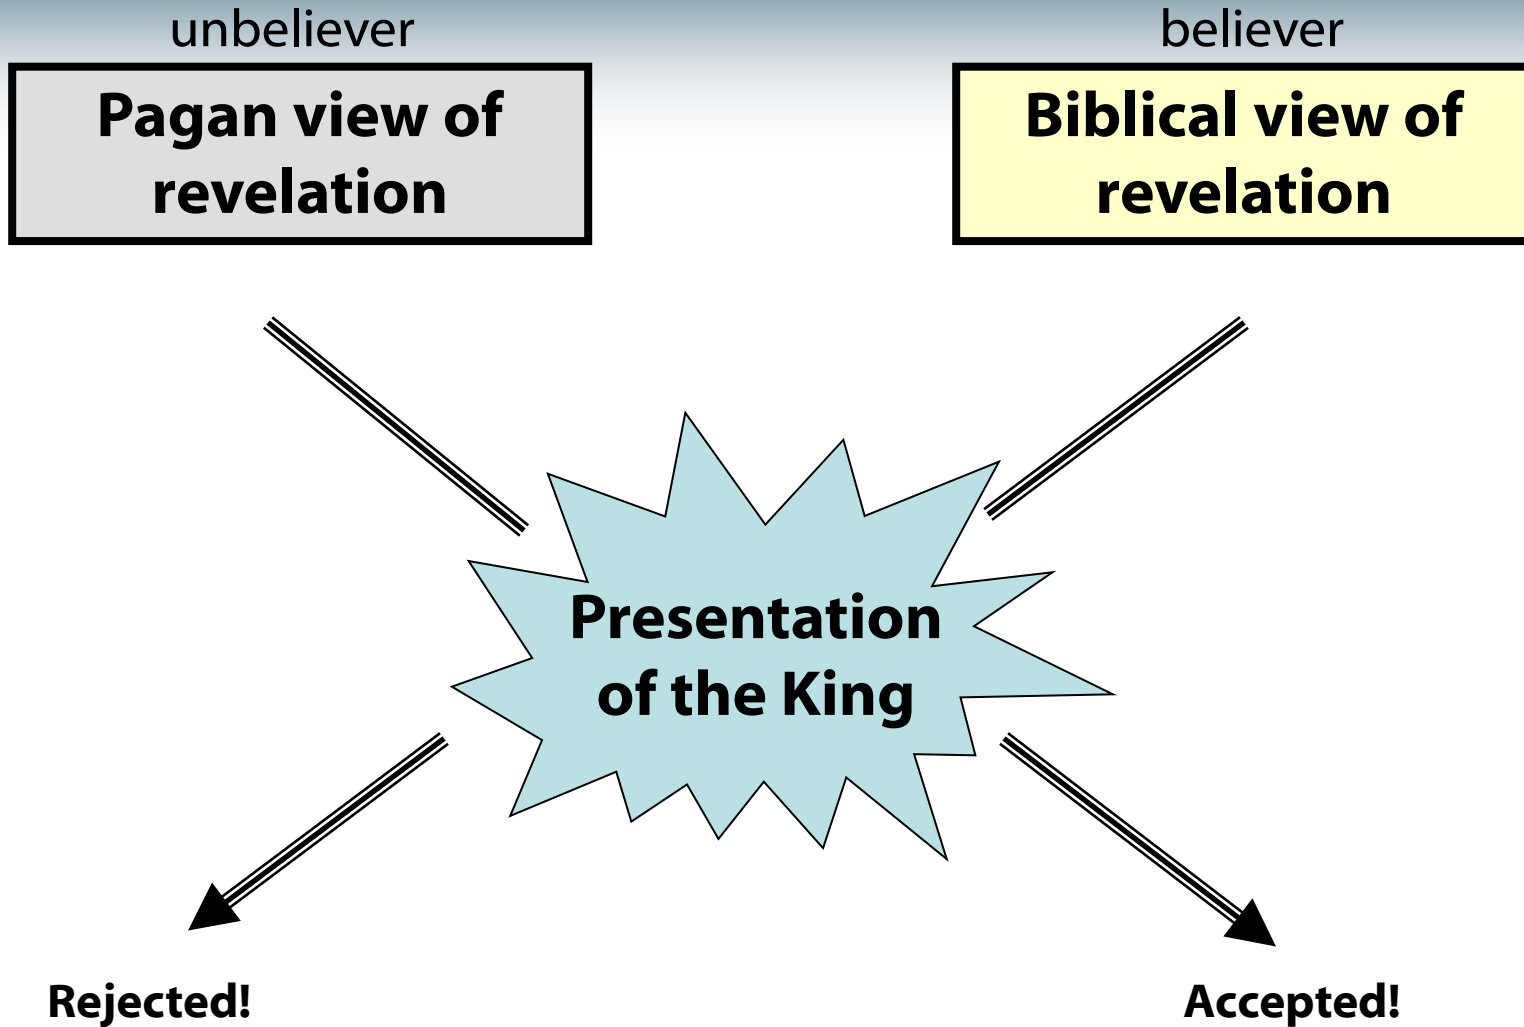 unbeliever
Pagan view of
revelation
believer
Biblical view of
revelation
Presentation
of the King
Rejected!
Accepted!